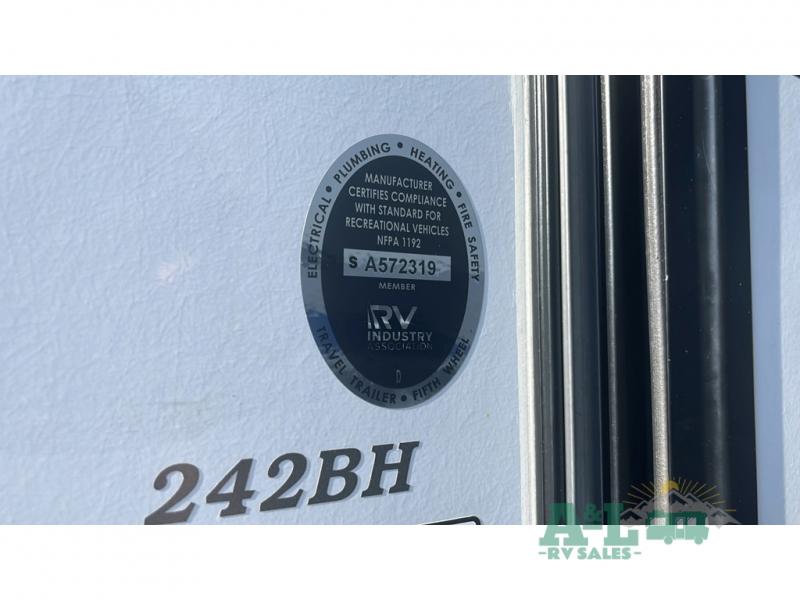 ELECTRICAL • PLUMBING • HEATING • FIRE SAFETY
MANUFACTURER
CERTIFIES COMPLIANCE
WITH STANDARD FOR
RECREATIONAL VEHICLES
NFPA 1192
S A572319
MEMBER
RV
INDUSTRY
ASSOCIATION
D
TRAVEL TRAILER • FIFTH WHEEL
242BH
A&L
-RV SALES-